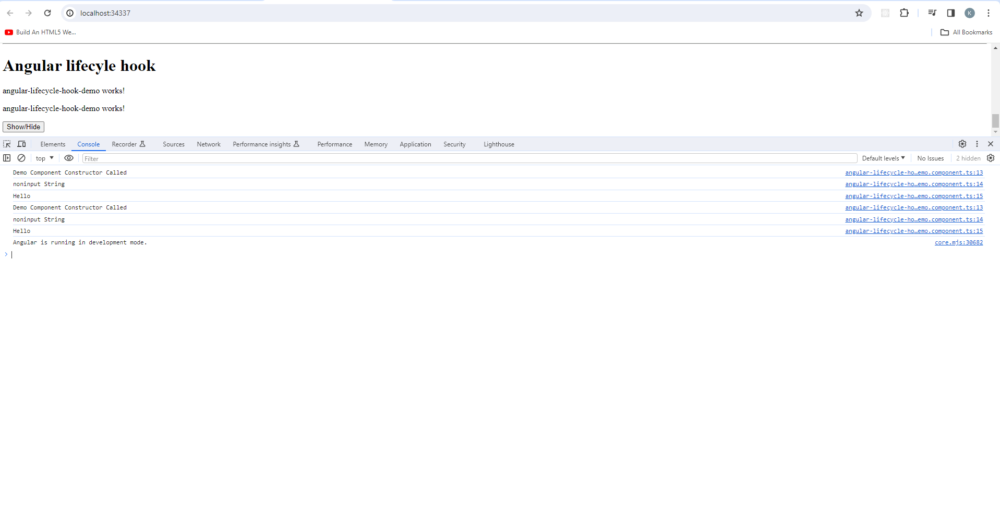 localhost:34337
K
Build An HTML5 We...
All Bookmarks
Angular lifecyle hook
angular-lifecycle-hook-demo works!
angular-lifecycle-hook-demo works!
Show/Hide
Elements Console Recorder Sources Network Performance insights Performance Memory Application Security Lighthouse
top Filter Default levels No Issues 2 hidden
Demo Component Constructor Called angular-lifecycle-ho…emo.component.ts:13
noninput String angular-lifecycle-ho…emo.component.ts:14
Hello angular-lifecycle-ho…emo.component.ts:15
Demo Component Constructor Called angular-lifecycle-ho…emo.component.ts:13
noninput String angular-lifecycle-ho…emo.component.ts:14
Hello angular-lifecycle-ho…emo.component.ts:15
Angular is running in development mode. core.mjs:30682